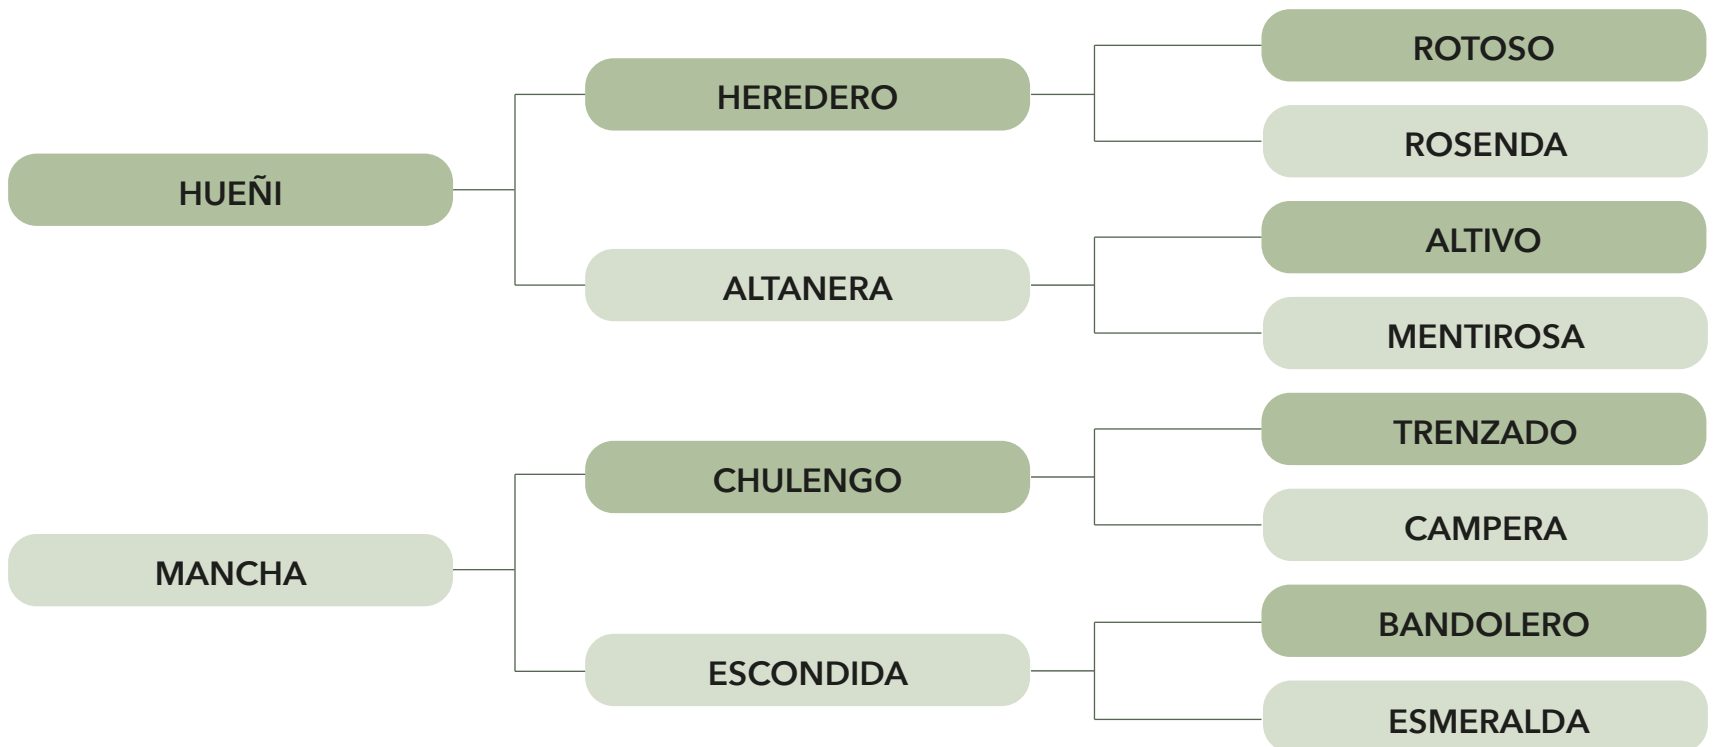 HUEÑI
MANCHA
HEREDERO
ALTANERA
CHULENGO
ESCONDIDA
ROTOSO
ROSENDA
ALTIVO
MENTIROSA
TRENZADO
CAMPERA
BANDOLERO
ESMERALDA